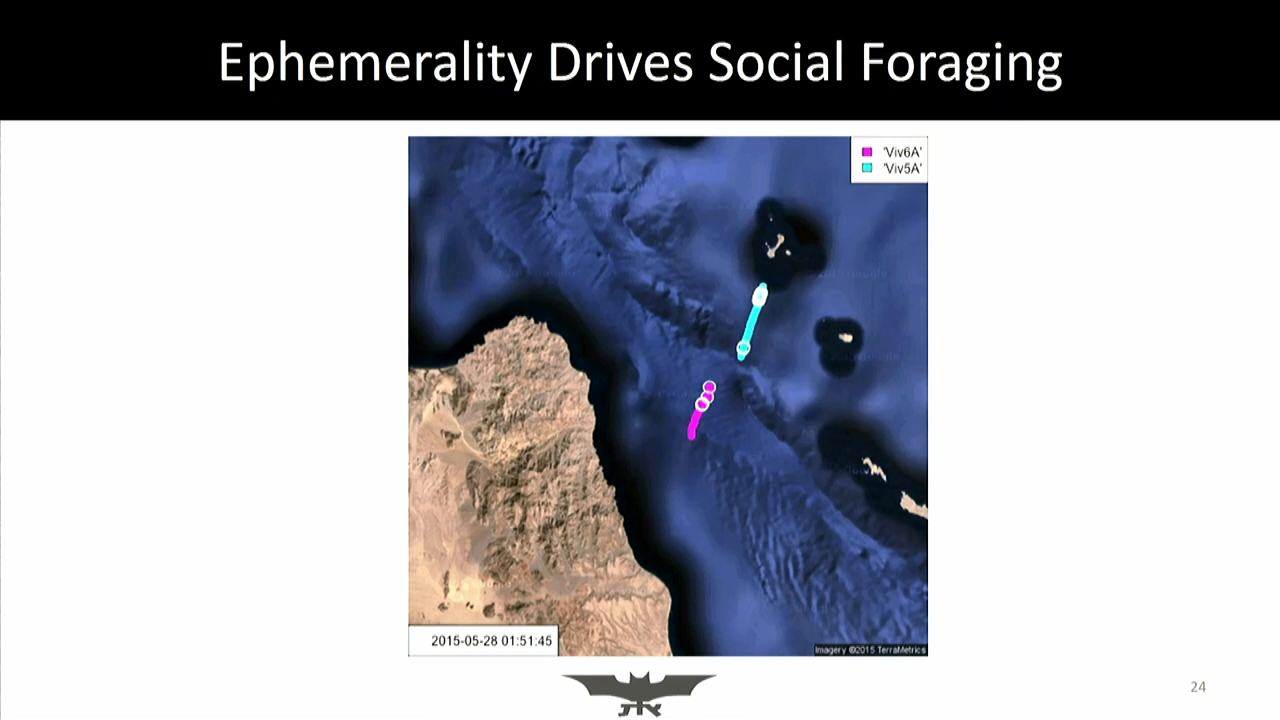 Ephemerality Drives Social Foraging
'Viv6A'
'Viv5A'
2015-05-28 01:51:45
Imagery ©2015 TerraMetrics
24